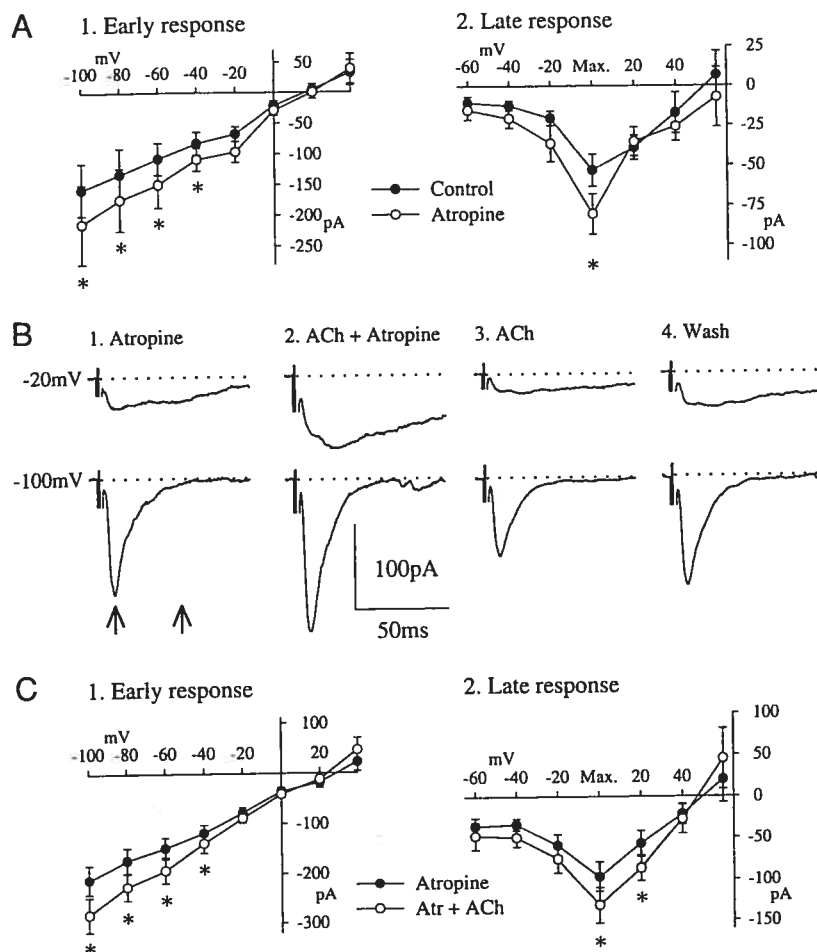 A
1. Early response
mV
-100 -80 -60 -40 -20
50
-50
-100
-150
-200
-250
pA
*
*
*
*
Control
Atropine
2. Late response
mV
-60 -40 -20 Max. 20 40 60
25
0
-25
-50
-75
-100
pA
*
B
1. Atropine
2. ACh + Atropine
3. ACh
4. Wash
-20mV
-100mV
100pA
50ms
C
1. Early response
mV
-100 -80 -60 -40 -20 20
100
-100
-200
-300
pA
*
*
*
*
Atropine
Atr + ACh
2. Late response
mV
-60 -40 -20 Max. 20 40
100
50
0
-50
-100
-150
pA
*
*